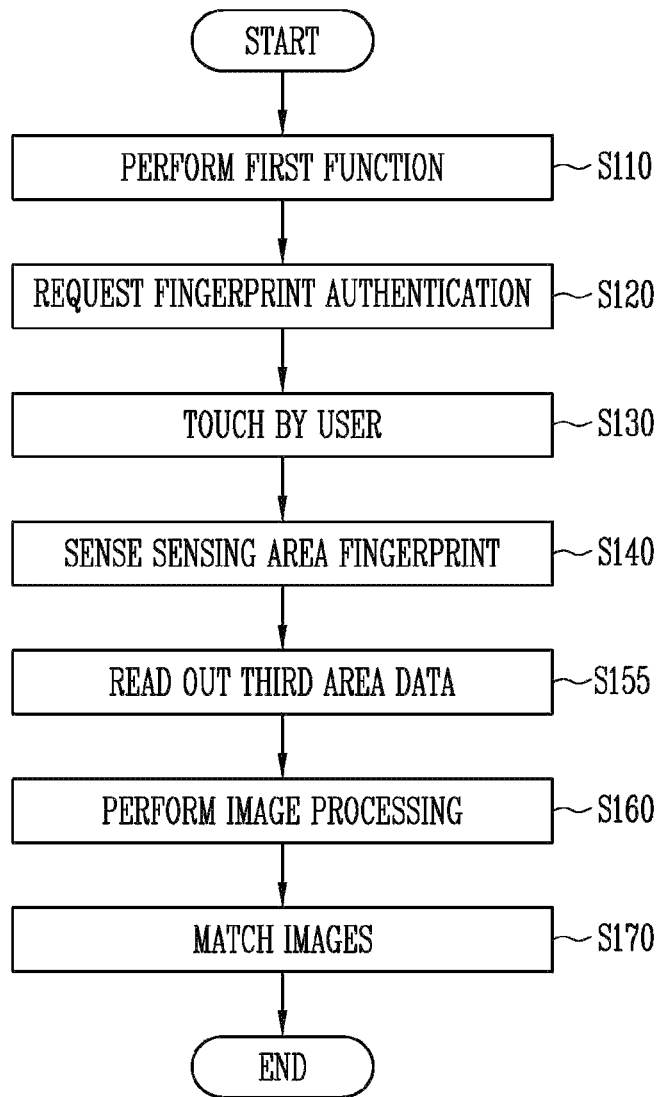 START
PERFORM FIRST FUNCTION S110
REQUEST FINGERPRINT AUTHENTICATION S120
TOUCH BY USER S130
SENSE SENSING AREA FINGERPRINT S140
READ OUT THIRD AREA DATA S155
PERFORM IMAGE PROCESSING S160
MATCH IMAGES S170
END